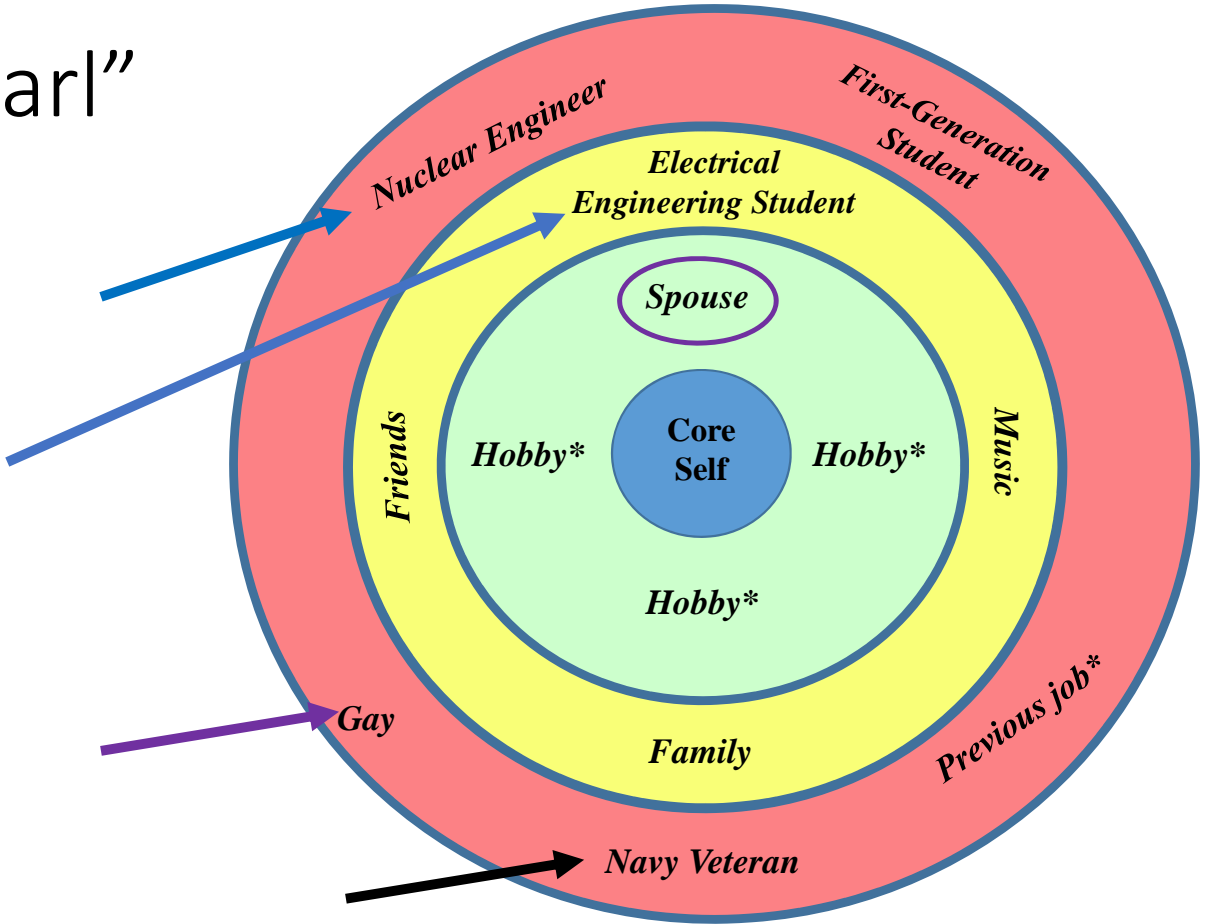 arl”
Nuclear Engineer
First-Generation
Student
Electrical
Engineering Student
Spouse
Friends
Hobby*
Core
Self
Hobby*
Music
Hobby*
Gay
Family
Previous job*
Navy Veteran